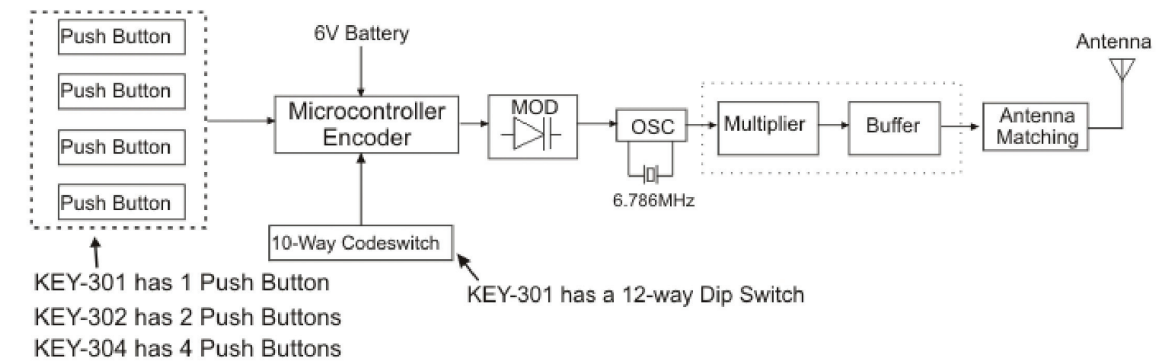 Push Button
Push Button
Push Button
Push Button
6V Battery
Microcontroller
Encoder
10-Way Codeswitch
MOD
OSC
6.786MHz
Multiplier
Buffer
Antenna
Matching
Antenna
KEY-301 has 1 Push Button
KEY-302 has 2 Push Buttons
KEY-304 has 4 Push Buttons
KEY-301 has a 12-way Dip Switch